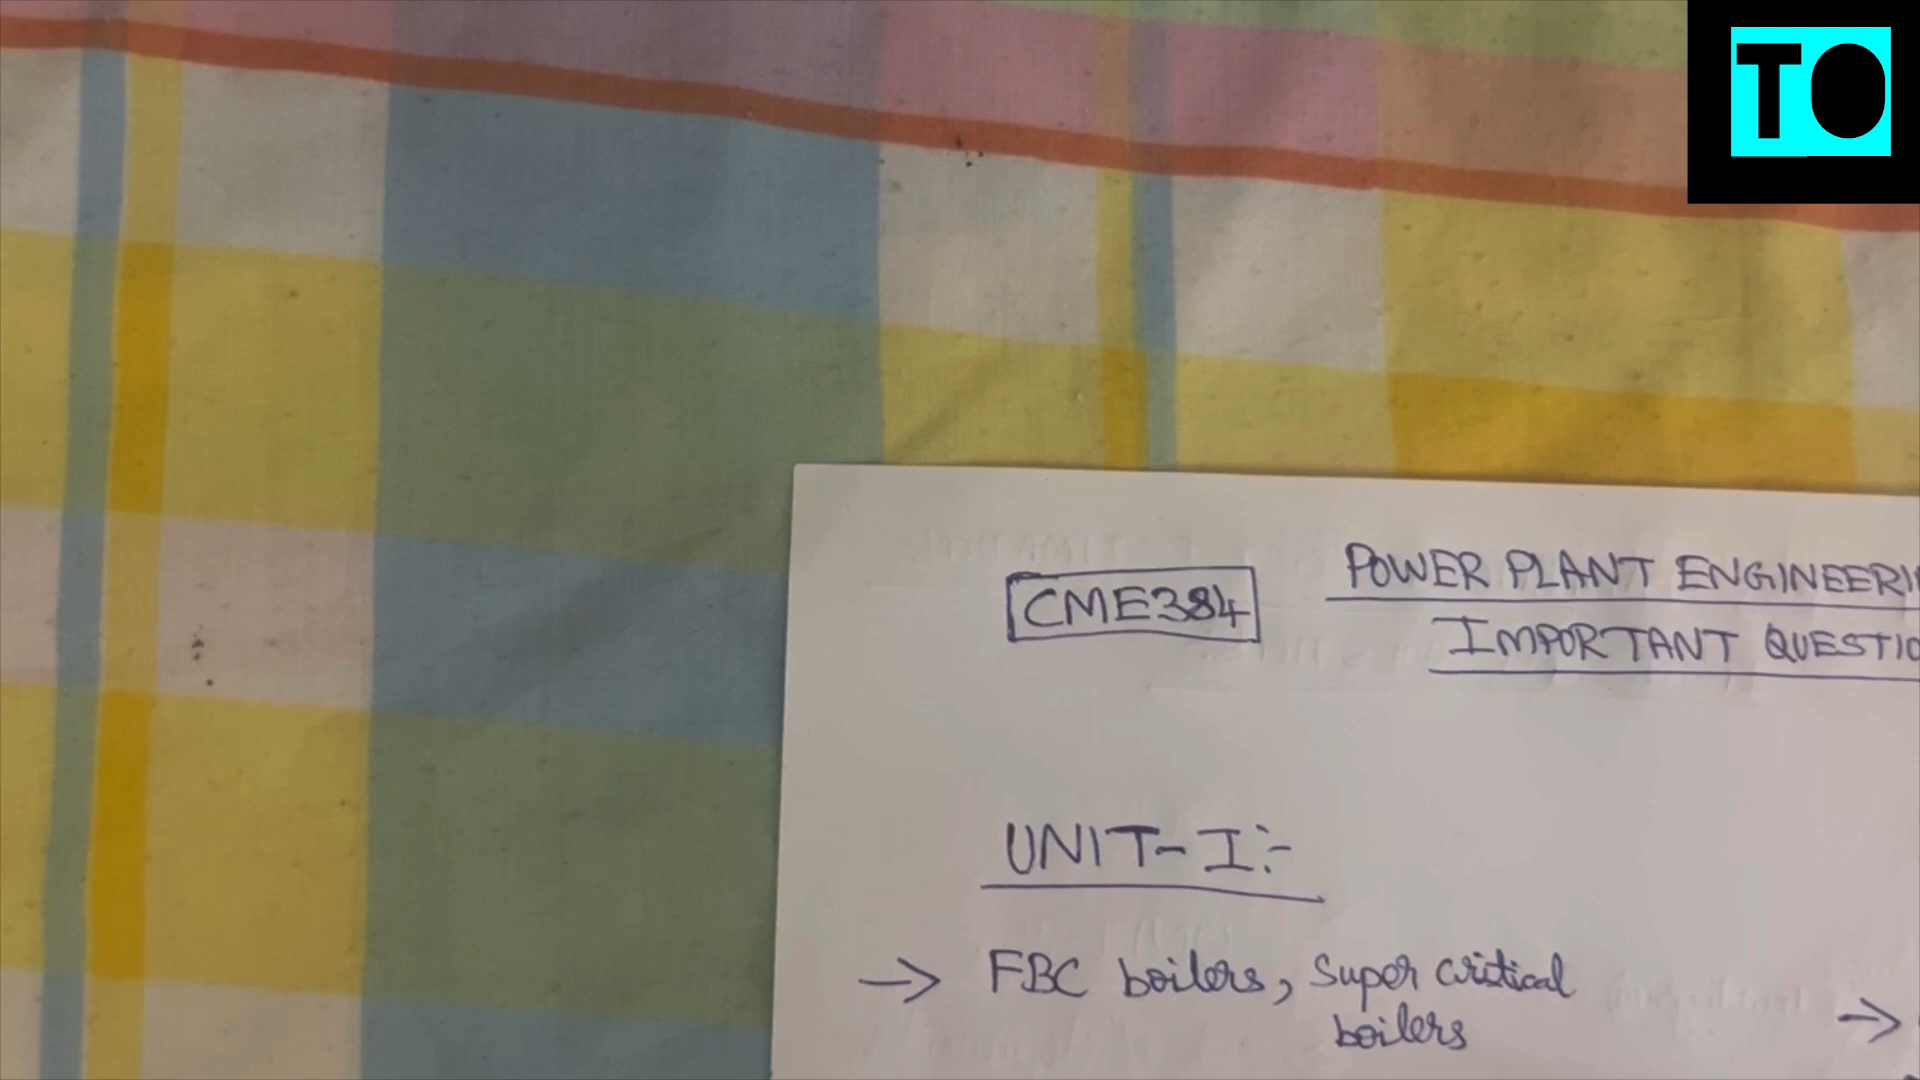 TO
CME384
POWER PLANT ENGINEERI
IMPORTANT QUESTIO
UNIT-I:-
→ FBC boilers, Super critical
boilers
→